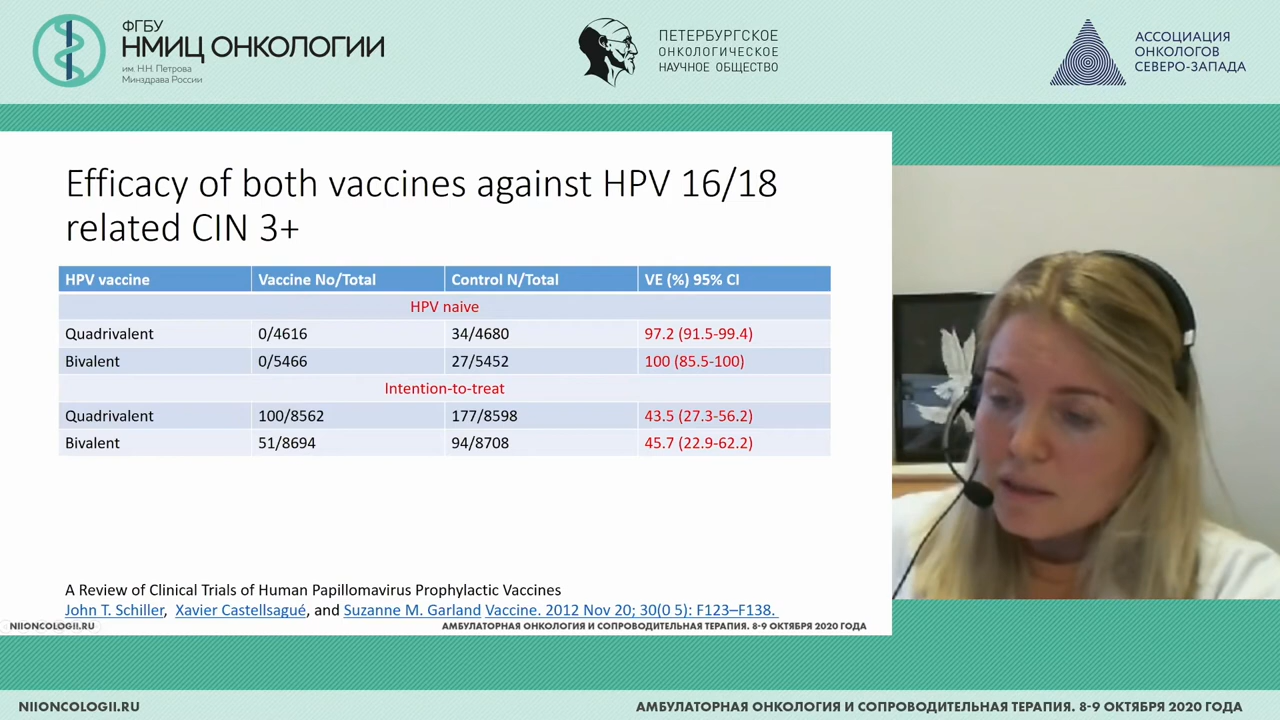 ФГБУ
НМИЦ ОНКОЛОГИИ
им. Н.Н. Петрова
Минздрава России
ПЕТЕРБУРГСКОЕ
ОНКОЛОГИЧЕСКОЕ
НАУЧНОЕ ОБЩЕСТВО
АССОЦИАЦИЯ
ОНКОЛОГОВ
СЕВЕРО-ЗАПАДА
Efficacy of both vaccines against HPV 16/18
related CIN 3+
HPV vaccine Vaccine No/Total Control N/Total VE (%) 95% CI
HPV naive
Quadrivalent 0/4616 34/4680 97.2 (91.5-99.4)
Bivalent 0/5466 27/5452 100 (85.5-100)
Intention-to-treat
Quadrivalent 100/8562 177/8598 43.5 (27.3-56.2)
Bivalent 51/8694 94/8708 45.7 (22.9-62.2)
A Review of Clinical Trials of Human Papillomavirus Prophylactic Vaccines
John T. Schiller, Xavier Castellsagué, and Suzanne M. Garland Vaccine. 2012 Nov 20; 30(0 5): F123–F138.
NIIONCOLOGII.RU АМБУЛАТОРНАЯ ОНКОЛОГИЯ И СОПРОВОДИТЕЛЬНАЯ ТЕРАПИЯ. 8-9 ОКТЯБРЯ 2020 ГОДА
NIIONCOLOGII.RU АМБУЛАТОРНАЯ ОНКОЛОГИЯ И СОПРОВОДИТЕЛЬНАЯ ТЕРАПИЯ. 8-9 ОКТЯБРЯ 2020 ГОДА